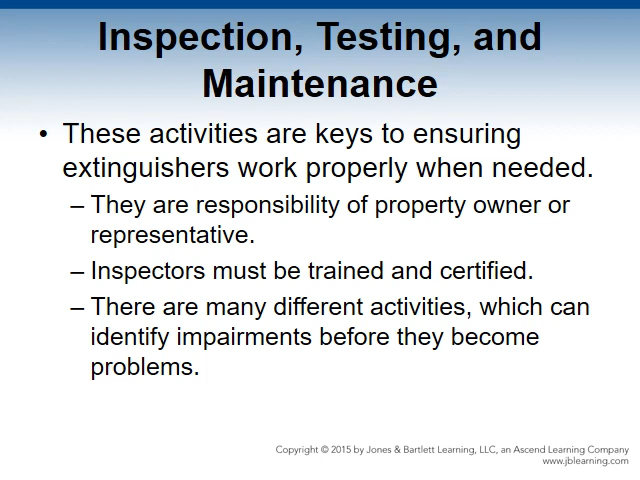 Inspection, Testing, and
Maintenance
• These activities are keys to ensuring
extinguishers work properly when needed.
– They are responsibility of property owner or
representative.
– Inspectors must be trained and certified.
– There are many different activities, which can
identify impairments before they become
problems.
Copyright © 2015 by Jones & Bartlett Learning, LLC, an Ascend Learning Company
www.jblearning.com